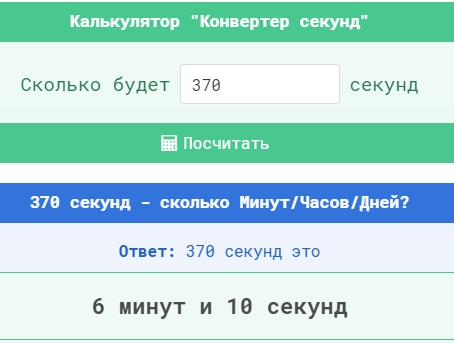 Калькулятор "Конвертер секунд"
Сколько будет 370 секунд
Посчитать
370 секунд - сколько Минут/Часов/Дней?
Ответ: 370 секунд это
6 минут и 10 секунд